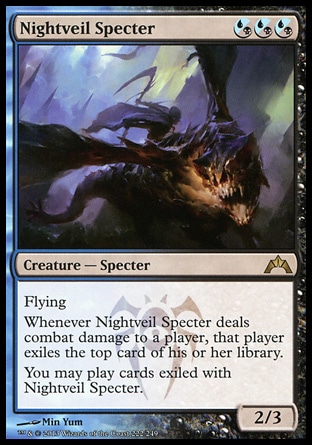 Nightveil Specter
Creature — Specter
Flying
Whenever Nightveil Specter deals
combat damage to a player, that player
exiles the top card of his or her library.
You may play cards exiled with
Nightveil Specter.
Min Yum
2/3
™ & © 2013 Wizards of the Coast 222/249